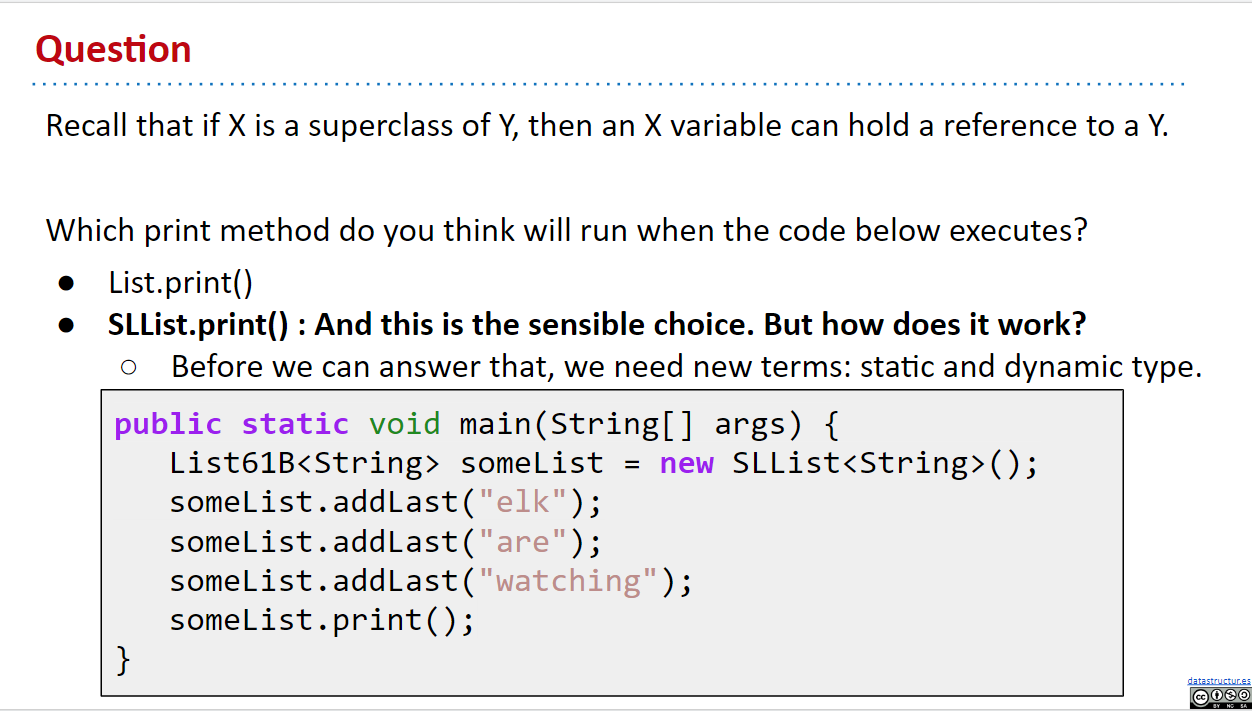 Question
Recall that if X is a superclass of Y, then an X variable can hold a reference to a Y.
Which print method do you think will run when the code below executes?
● List.print()
● SLList.print() : And this is the sensible choice. But how does it work?
○ Before we can answer that, we need new terms: static and dynamic type.
public static void main(String[] args) {
   List61B<String> someList = new SLList<String>();
   someList.addLast("elk");
   someList.addLast("are");
   someList.addLast("watching");
   someList.print();
}
datastructur.es
cc
BY NC SA